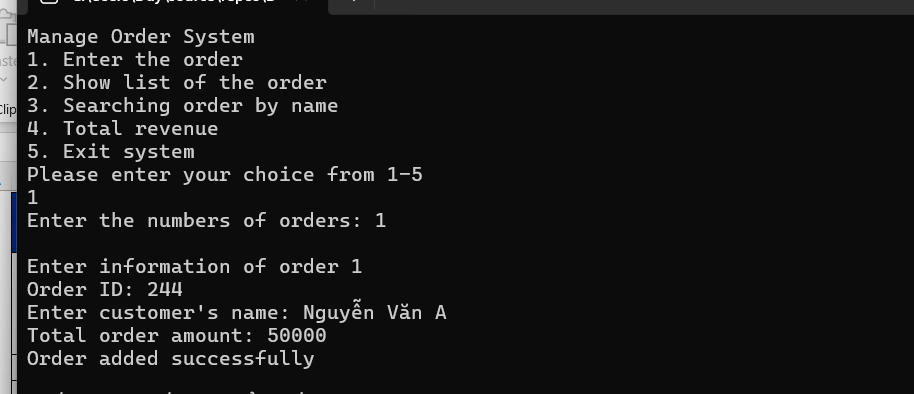 Manage Order System
1. Enter the order
2. Show list of the order
3. Searching order by name
4. Total revenue
5. Exit system
Please enter your choice from 1-5
1
Enter the numbers of orders: 1
Enter information of order 1
Order ID: 244
Enter customer's name: Nguyễn Văn A
Total order amount: 50000
Order added successfully